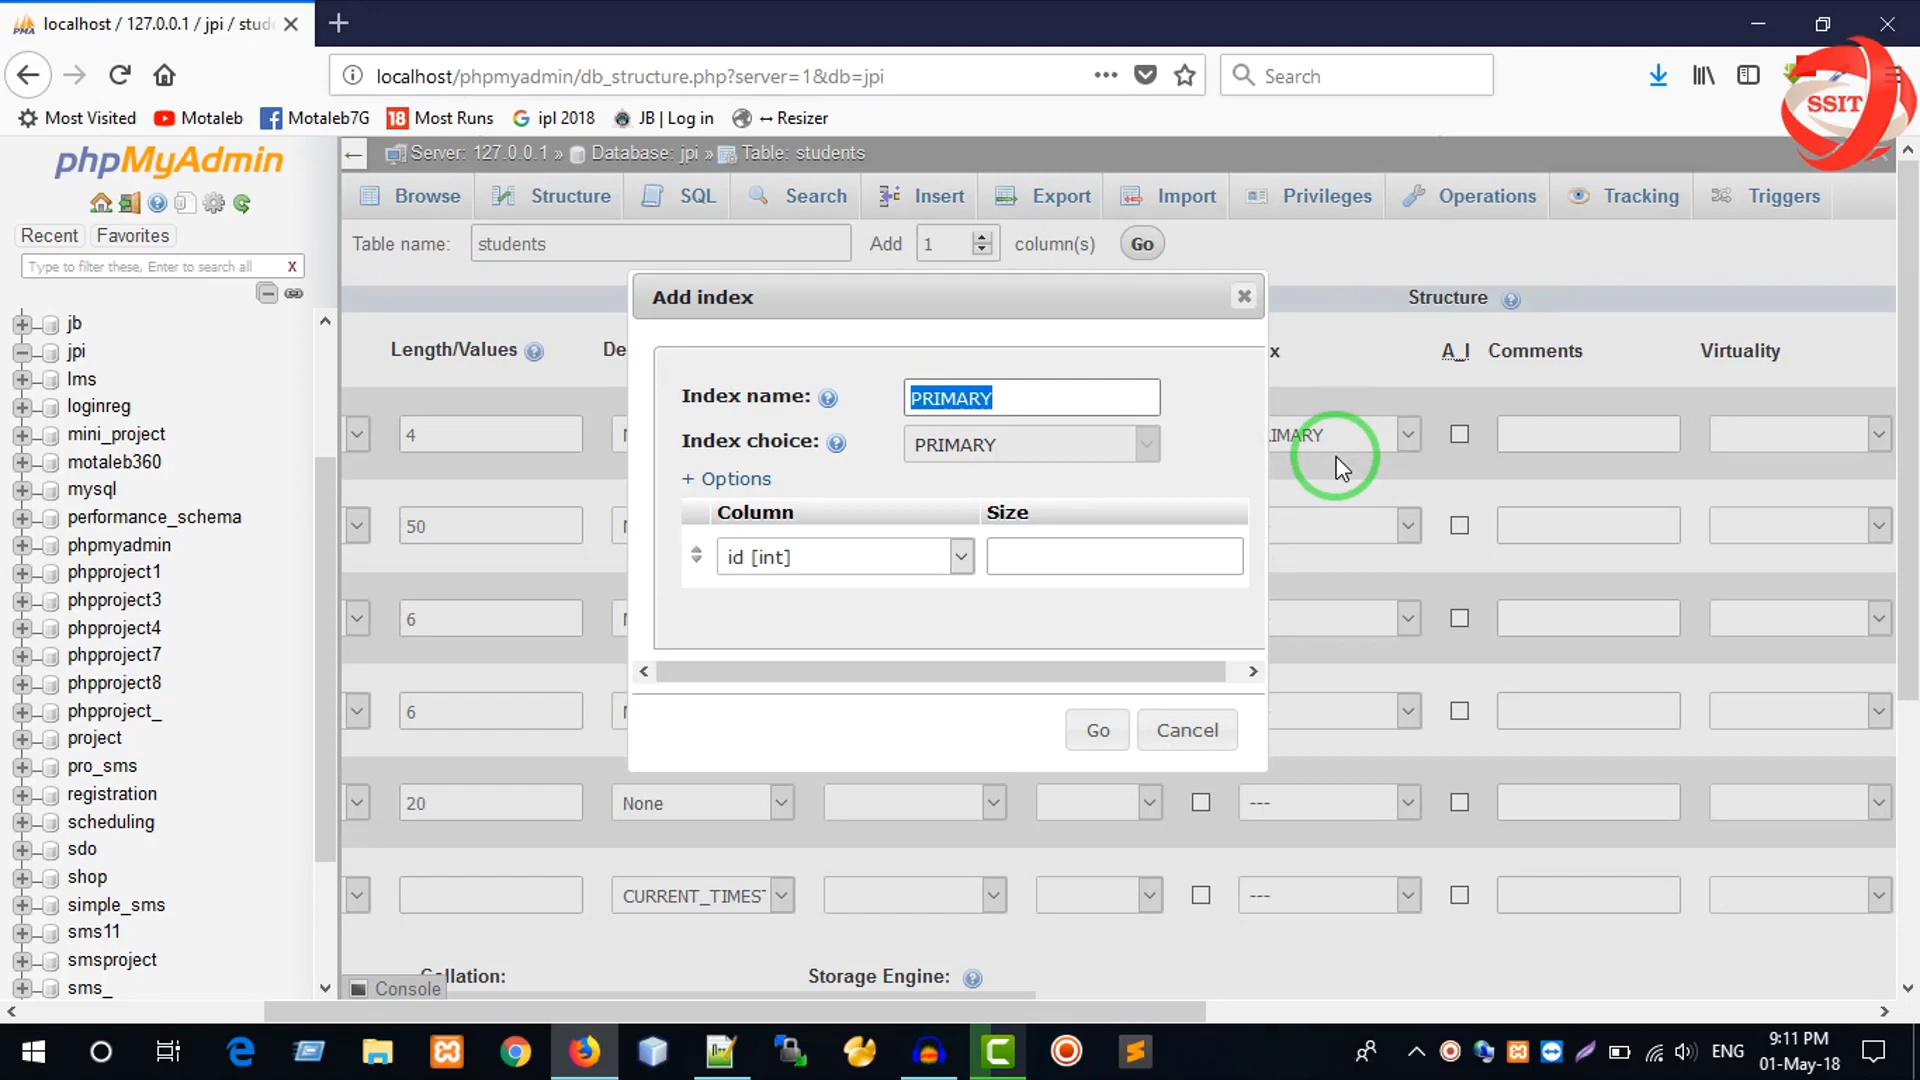 localhost / 127.0.0.1 / jpi / stude
localhost/phpmyadmin/db_structure.php?server=1&db=jpi
Search
Most Visited
Motaleb
Motaleb7G
18 Most Runs
ipl 2018
JB | Log in
↔ Resizer
SSIT
phpMyAdmin
Recent
Favorites
Type to filter these, Enter to search all
X
jb
jpi
lms
loginreg
mini_project
motaleb360
mysql
performance_schema
phpmyadmin
phpproject1
phpproject3
phpproject4
phpproject7
phpproject8
phpproject_
project
pro_sms
registration
scheduling
sdo
shop
simple_sms
sms11
smsproject
sms_
Server: 127.0.0.1 » Database: jpi » Table: students
Browse
Structure
SQL
Search
Insert
Export
Import
Privileges
Operations
Tracking
Triggers
Table name: students Add 1 column(s) Go
Structure
Length/Values
De
x
A_I
Comments
Virtuality
Add index
Index name: PRIMARY
Index choice: PRIMARY
+ Options
Column Size
id [int]
Go
Cancel
4
IMARY
50
6
6
20
None
---
CURRENT_TIMEST
---
Collation:
Storage Engine:
Console
ENG
9:11 PM
01-May-18